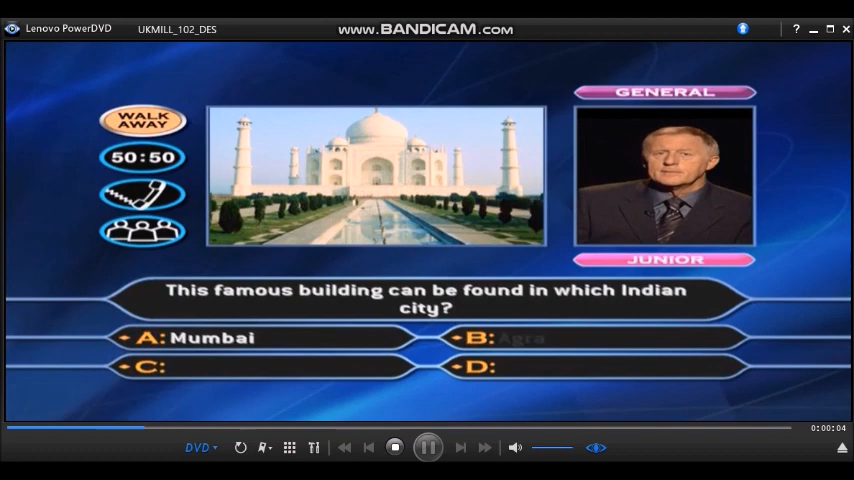 Lenovo PowerDVD
UKMILL_102_DES
WWW.BANDICAM.COM
?
WALK
AWAY
50:50
GENERAL
JUNIOR
This famous building can be found in which Indian
city?
A: Mumbai
B: Agra
C:
D:
0:00:04
DVD